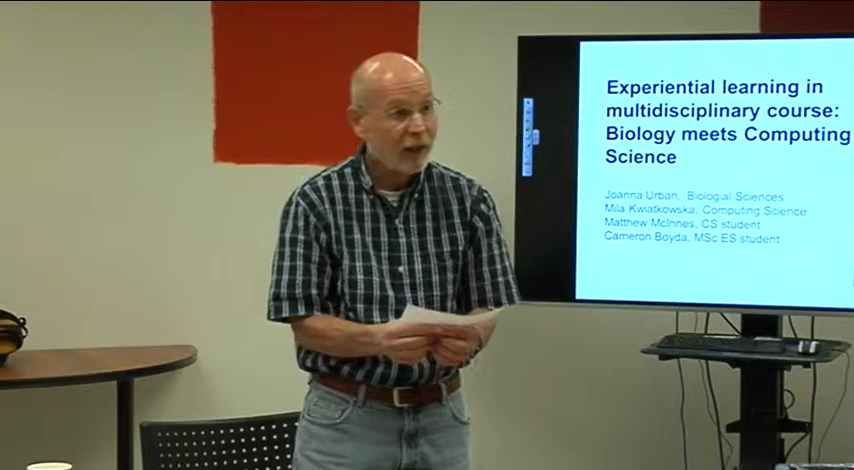 Experiential learning in
multidisciplinary course:
Biology meets Computing
Science
Joanna Urban, Biologial Sciences
Mila Kwiatkowska, Computing Science
Matthew McInnes, CS student
Cameron Boyda, MSc ES student